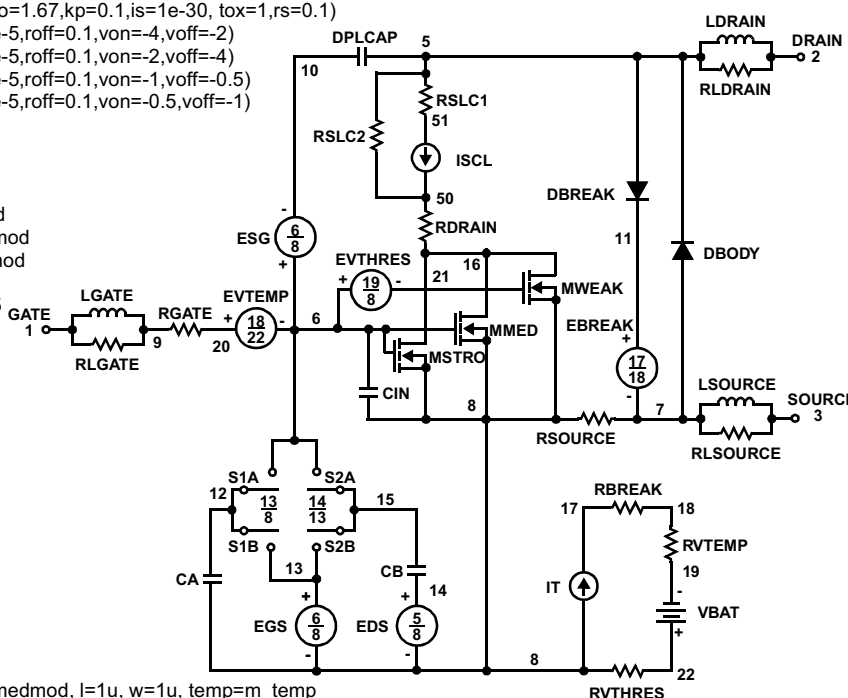 o=1.67,kp=0.1,is=1e-30, tox=1,rs=0.1)
e-5,roff=0.1,von=-4,voff=-2)
e-5,roff=0.1,von=-2,voff=-4)
e-5,roff=0.1,von=-1,voff=-0.5)
e-5,roff=0.1,von=-0.5,voff=-1)
LDRAIN
DPLCAP
5
DRAIN
2
10
RLDRAIN
RSLC1
51
RSLC2
ISCL
DBREAK
50
RDRAIN
ESG
-
6
8
+
11
DBODY
EVTHRES
+
19
8
-
21
16
MWEAK
LGATE
GATE
1
RLGATE
9
RGATE
20
EVTEMP
+
18
22
-
6
MMED
MSTRO
EBREAK
+
17
18
-
CIN
8
RSOURCE
7
LSOURCE
SOURC
3
RLSOURCE
S1A
S2A
12
13
8
14
13
15
S1B
S2B
13
CA
CB
14
+
EGS
6
8
-
+
EDS
5
8
-
RBREAK
17
18
RVTEMP
19
IT
-
VBAT
+
8
22
RVTHRES
medmod, l=1u, w=1u, temp=m_temp